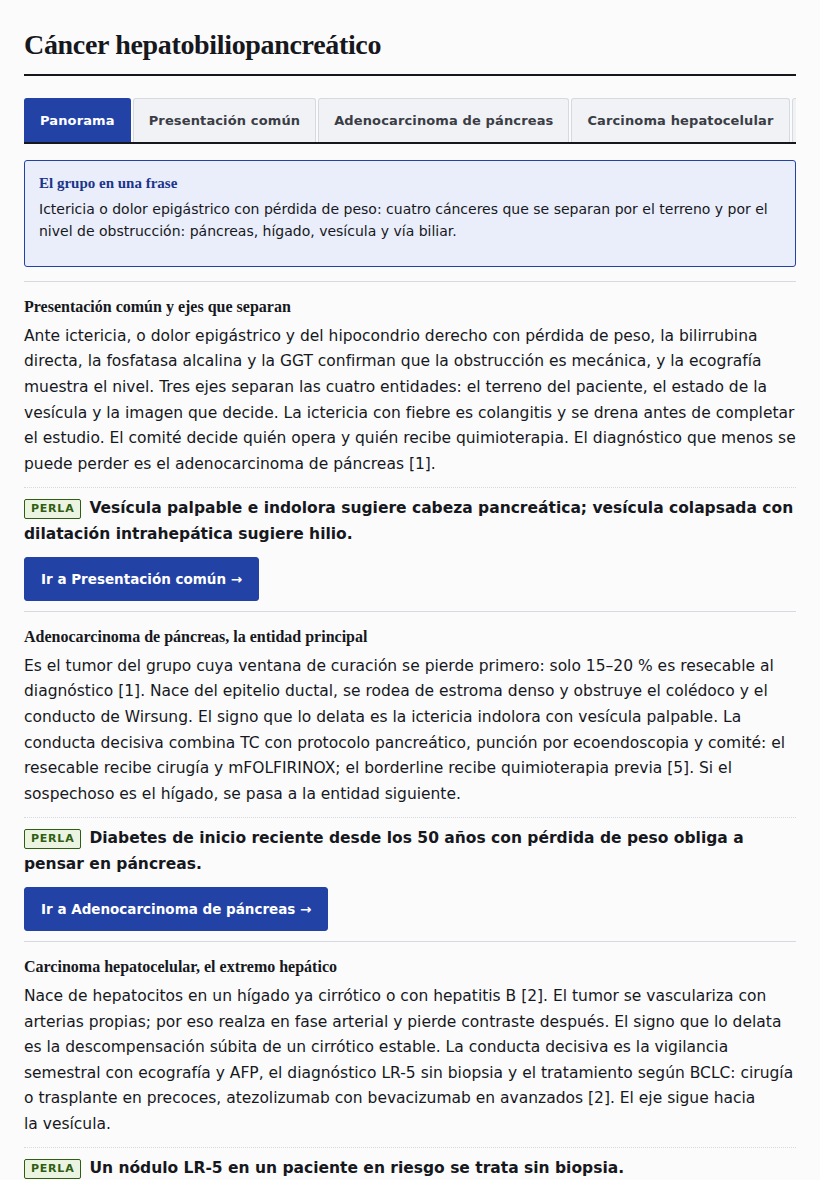 Cáncer hepatobiliopancreático
Panorama
Presentación común
Adenocarcinoma de páncreas
Carcinoma hepatocelular
El grupo en una frase
Ictericia o dolor epigástrico con pérdida de peso: cuatro cánceres que se separan por el terreno y por el
nivel de obstrucción: páncreas, hígado, vesícula y vía biliar.
Presentación común y ejes que separan
Ante ictericia, o dolor epigástrico y del hipocondrio derecho con pérdida de peso, la bilirrubina
directa, la fosfatasa alcalina y la GGT confirman que la obstrucción es mecánica, y la ecografía
muestra el nivel. Tres ejes separan las cuatro entidades: el terreno del paciente, el estado de la
vesícula y la imagen que decide. La ictericia con fiebre es colangitis y se drena antes de completar
el estudio. El comité decide quién opera y quién recibe quimioterapia. El diagnóstico que menos se
puede perder es el adenocarcinoma de páncreas [1].
PERLA Vesícula palpable e indolora sugiere cabeza pancreática; vesícula colapsada con
dilatación intrahepática sugiere hilio.
Ir a Presentación común →
Adenocarcinoma de páncreas, la entidad principal
Es el tumor del grupo cuya ventana de curación se pierde primero: solo 15–20 % es resecable al
diagnóstico [1]. Nace del epitelio ductal, se rodea de estroma denso y obstruye el colédoco y el
conducto de Wirsung. El signo que lo delata es la ictericia indolora con vesícula palpable. La
conducta decisiva combina TC con protocolo pancreático, punción por ecoendoscopia y comité: el
resecable recibe cirugía y mFOLFIRINOX; el borderline recibe quimioterapia previa [5]. Si el
sospechoso es el hígado, se pasa a la entidad siguiente.
PERLA Diabetes de inicio reciente desde los 50 años con pérdida de peso obliga a
pensar en páncreas.
Ir a Adenocarcinoma de páncreas →
Carcinoma hepatocelular, el extremo hepático
Nace de hepatocitos en un hígado ya cirrótico o con hepatitis B [2]. El tumor se vasculariza con
arterias propias; por eso realza en fase arterial y pierde contraste después. El signo que lo delata
es la descompensación súbita de un cirrótico estable. La conducta decisiva es la vigilancia
semestral con ecografía y AFP, el diagnóstico LR-5 sin biopsia y el tratamiento según BCLC: cirugía
o trasplante en precoces, atezolizumab con bevacizumab en avanzados [2]. El eje sigue hacia
la vesícula.
PERLA Un nódulo LR-5 en un paciente en riesgo se trata sin biopsia.